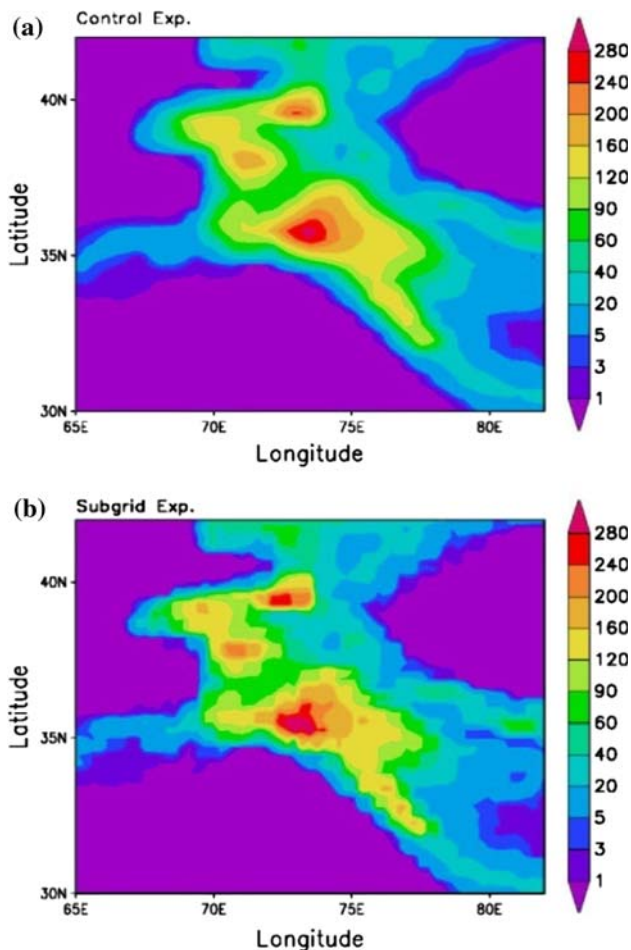 (a) Control Exp.
280
240
200
160
120
90
60
40
20
5
3
1
40N
35N
30N
Latitude
65E 70E 75E 80E
Longitude
(b) Subgrid Exp.
280
240
200
160
120
90
60
40
20
5
3
1
40N
35N
30N
Latitude
65E 70E 75E 80E
Longitude